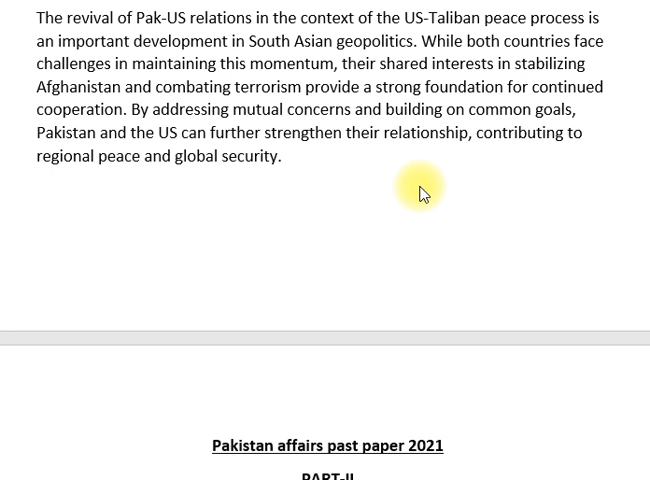 The revival of Pak-US relations in the context of the US-Taliban peace process is
an important development in South Asian geopolitics. While both countries face
challenges in maintaining this momentum, their shared interests in stabilizing
Afghanistan and combating terrorism provide a strong foundation for continued
cooperation. By addressing mutual concerns and building on common goals,
Pakistan and the US can further strengthen their relationship, contributing to
regional peace and global security.
Pakistan affairs past paper 2021
PART-II